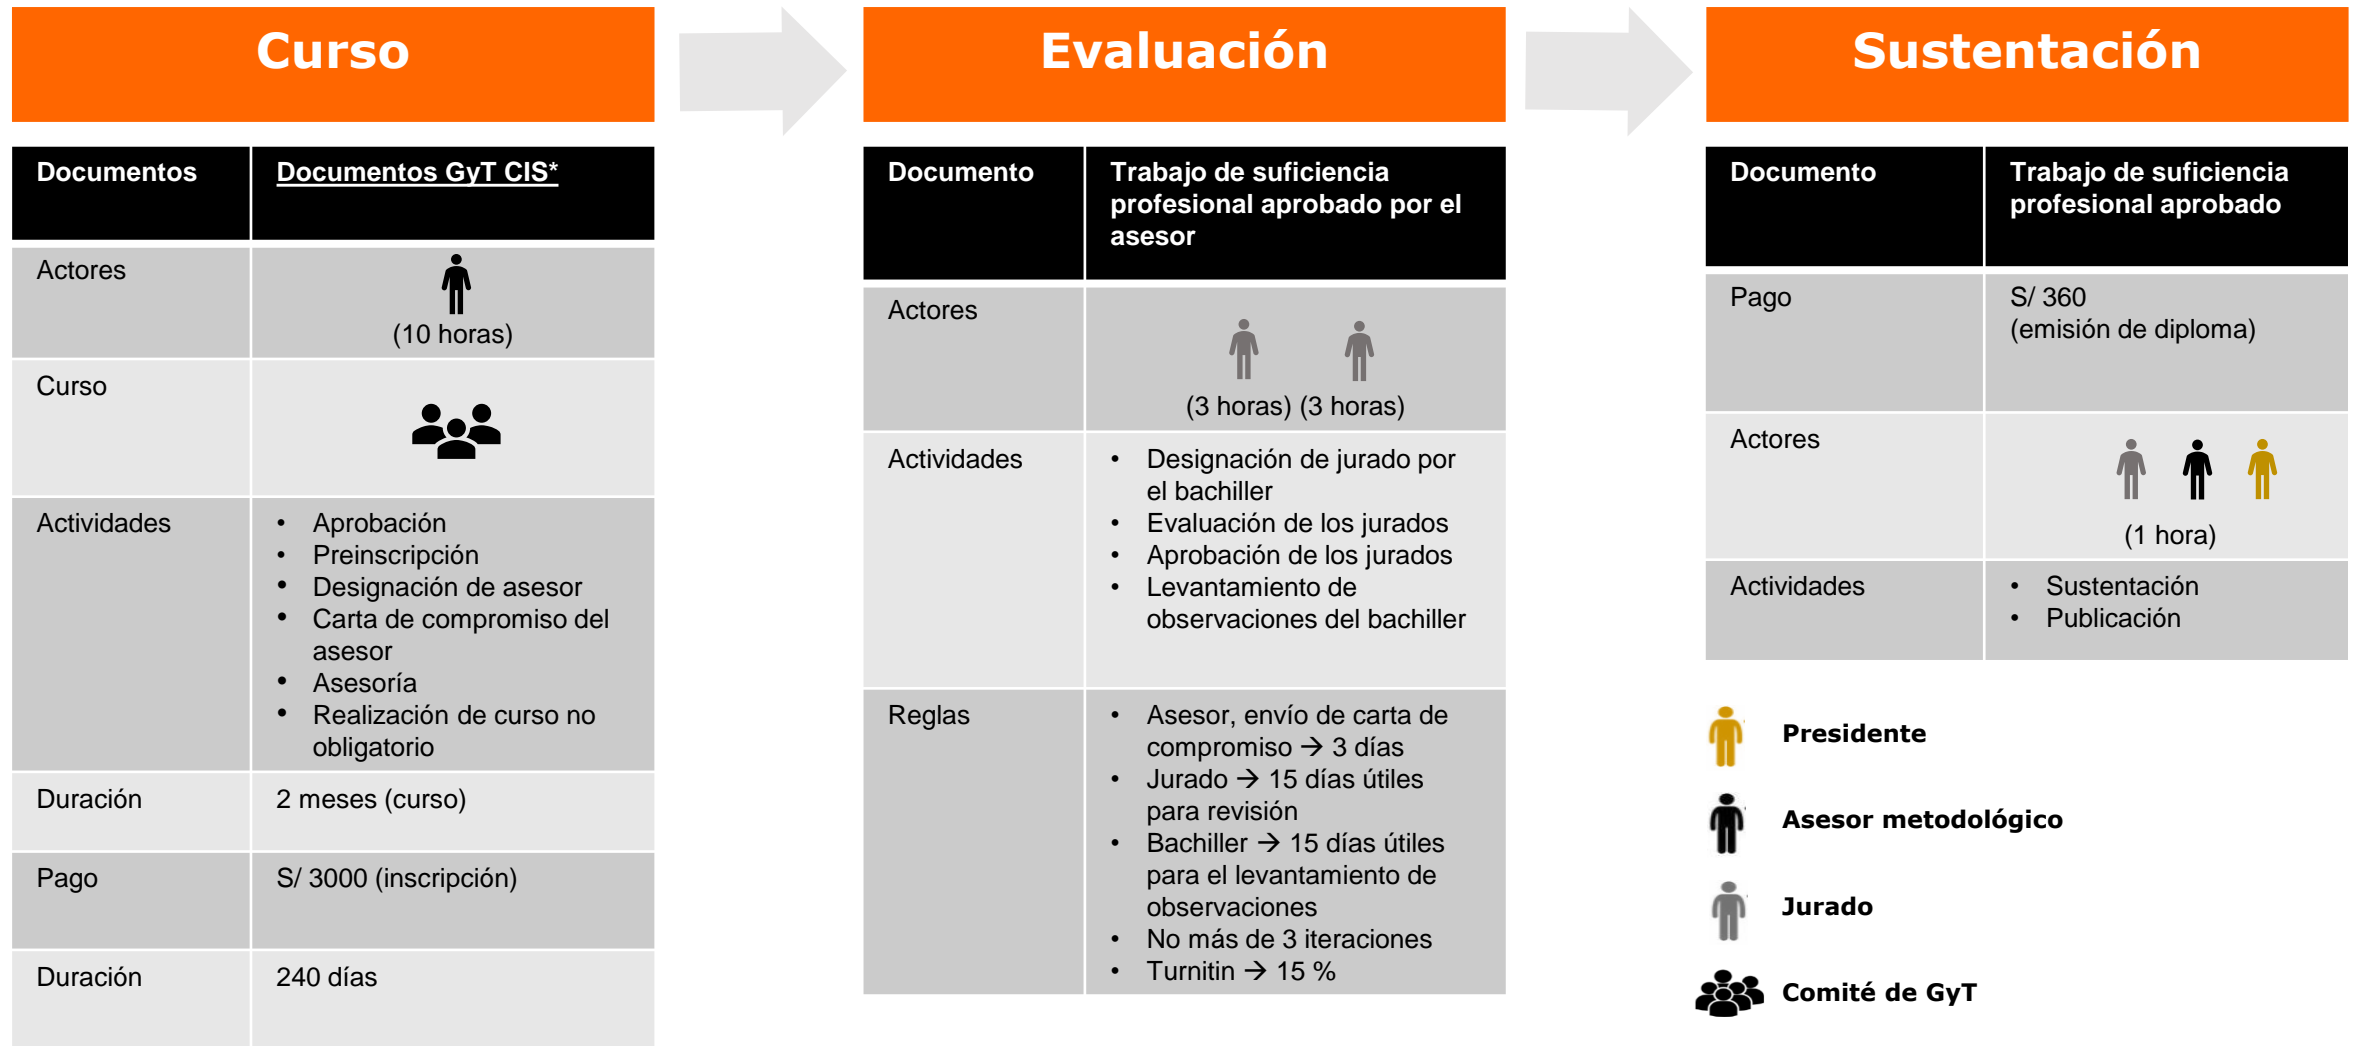 Curso
Documentos
Documentos GyT CIS*
Actores
(10 horas)
Curso
Actividades
• Aprobación
• Preinscripción
• Designación de asesor
• Carta de compromiso del
asesor
• Asesoría
• Realización de curso no
obligatorio
Duración
2 meses (curso)
Pago
S/ 3000 (inscripción)
Duración
240 días
Evaluación
Documento
Trabajo de suficiencia
profesional aprobado por el
asesor
Actores
(3 horas) (3 horas)
Actividades
• Designación de jurado por
el bachiller
• Evaluación de los jurados
• Aprobación de los jurados
• Levantamiento de
observaciones del bachiller
Reglas
• Asesor, envío de carta de
compromiso → 3 días
• Jurado → 15 días útiles
para revisión
• Bachiller → 15 días útiles
para el levantamiento de
observaciones
• No más de 3 iteraciones
• Turnitin → 15 %
Sustentación
Documento
Trabajo de suficiencia
profesional aprobado
Pago
S/ 360
(emisión de diploma)
Actores
(1 hora)
Actividades
• Sustentación
• Publicación
Presidente
Asesor metodológico
Jurado
Comité de GyT